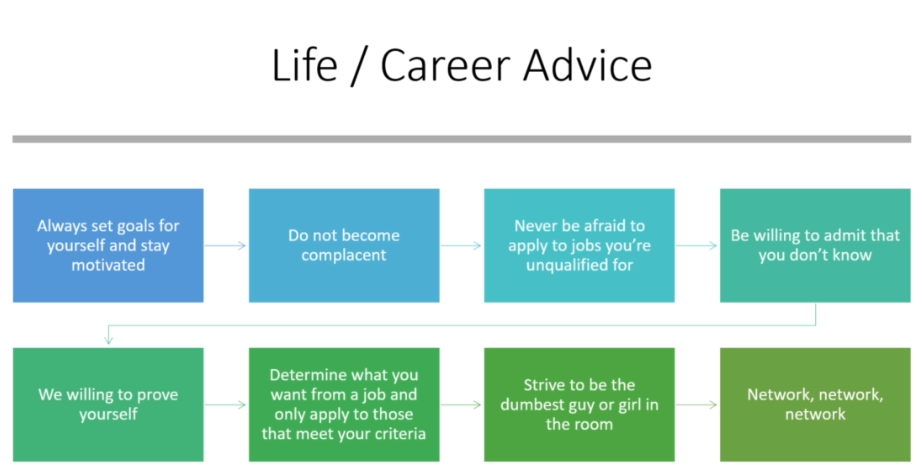 Life / Career Advice
Always set goals for
yourself and stay
motivated
Do not become
complacent
Never be afraid to
apply to jobs you’re
unqualified for
Be willing to admit that
you don’t know
We willing to prove
yourself
Determine what you
want from a job and
only apply to those
that meet your criteria
Strive to be the
dumbest guy or girl in
the room
Network, network,
network